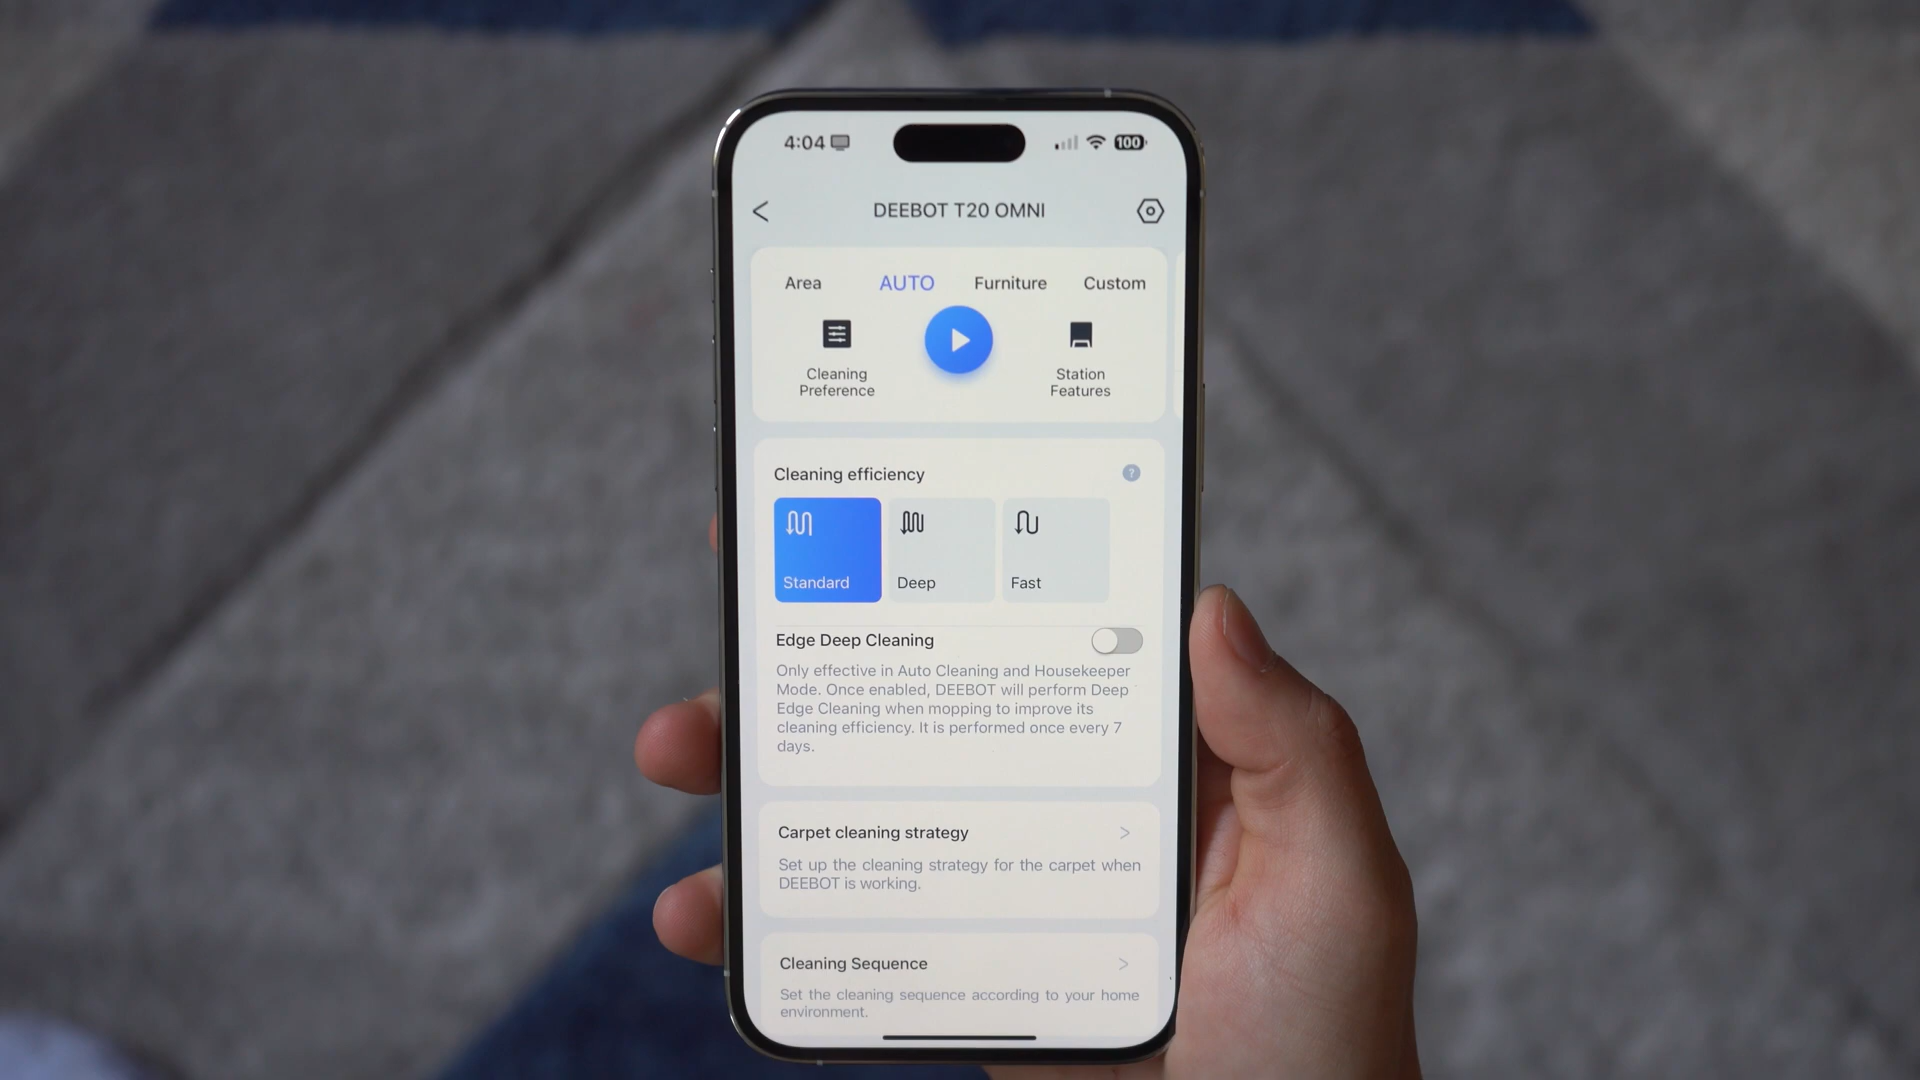 4:04
100
DEEBOT T20 OMNI
Area AUTO Furniture Custom
Cleaning
Preference
Station
Features
Cleaning efficiency
?
Standard Deep Fast
Edge Deep Cleaning
Only effective in Auto Cleaning and Housekeeper
Mode. Once enabled, DEEBOT will perform Deep
Edge Cleaning when mopping to improve its
cleaning efficiency. It is performed once every 7
days.
Carpet cleaning strategy
Set up the cleaning strategy for the carpet when
DEEBOT is working.
Cleaning Sequence
Set the cleaning sequence according to your home
environment.